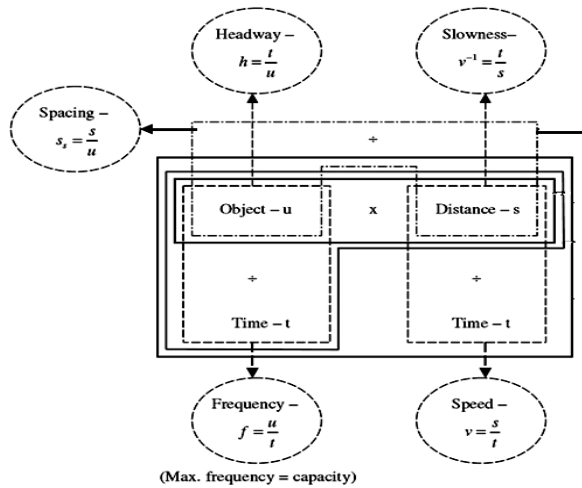 Headway –
h = t/u
Slowness–
v⁻¹ = t/s
Spacing –
sₛ = s/u
÷
Object – u x Distance – s
÷ ÷
Time – t Time – t
Frequency –
f = u/t
Speed –
v = s/t
(Max. frequency = capacity)